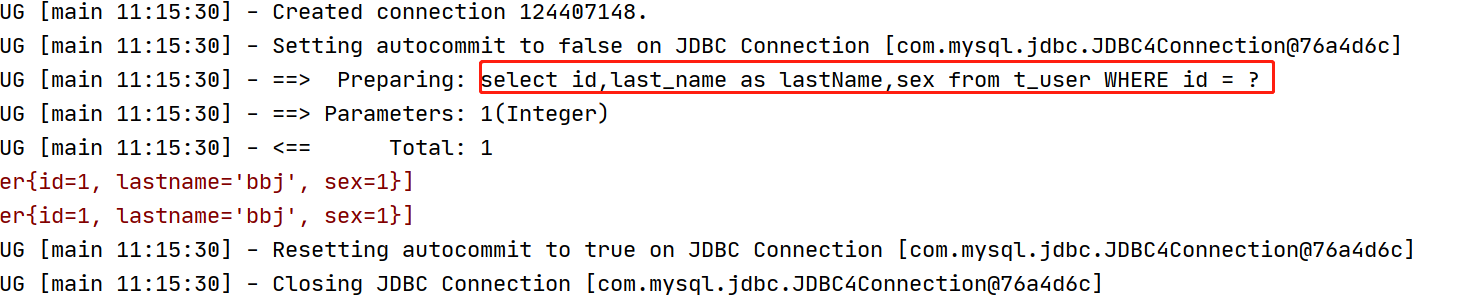 UG [main 11:15:30] - Created connection 124407148.
UG [main 11:15:30] - Setting autocommit to false on JDBC Connection [com.mysql.jdbc.JDBC4Connection@76a4d6c]
UG [main 11:15:30] - ==>  Preparing: select id,last_name as lastName,sex from t_user WHERE id = ?
UG [main 11:15:30] - ==> Parameters: 1(Integer)
UG [main 11:15:30] - <==      Total: 1
er{id=1, lastname='bbj', sex=1}]
er{id=1, lastname='bbj', sex=1}]
UG [main 11:15:30] - Resetting autocommit to true on JDBC Connection [com.mysql.jdbc.JDBC4Connection@76a4d6c]
UG [main 11:15:30] - Closing JDBC Connection [com.mysql.jdbc.JDBC4Connection@76a4d6c]